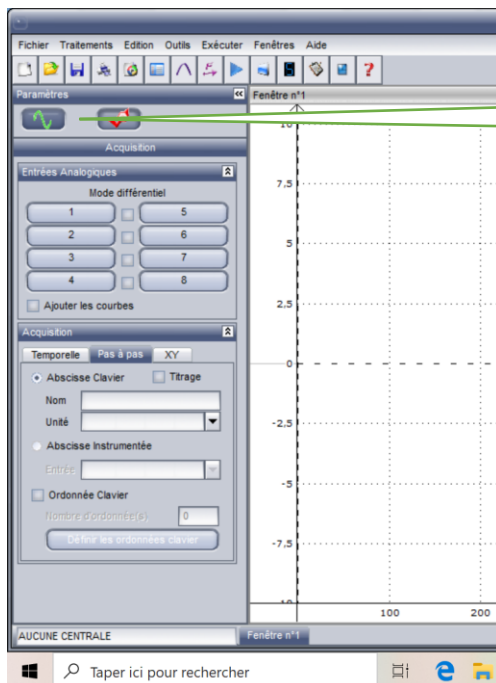 Fichier Traitements Edition Outils Exécuter Fenêtres Aide
Paramètres
Fenêtre n°1
Acquisition
Entrées Analogiques
Mode différentiel
1 5
2 6
3 7
4 8
Ajouter les courbes
Acquisition
Temporelle Pas à pas XY
Abscisse Clavier Titrage
Nom
Unité
Abscisse Instrumentée
Entrée
Ordonnée Clavier
Nombre d'ordonnée(s) 0
Définir les ordonnées clavier
10
7.5
5
2.5
0
-2.5
-5
-7.5
-10
100 200
AUCUNE CENTRALE
Fenêtre n°1
Taper ici pour rechercher